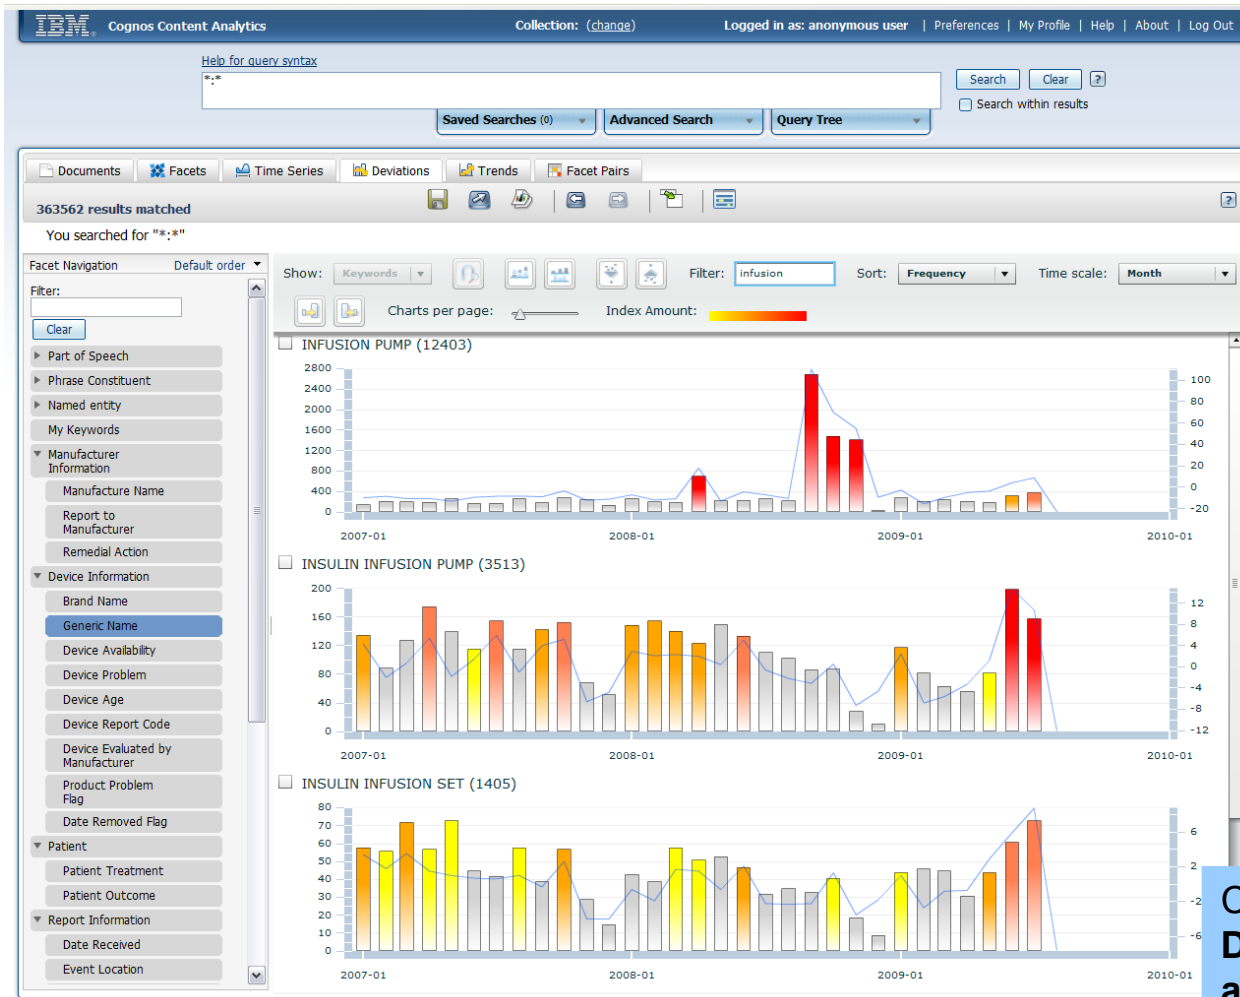 IBM. Cognos Content Analytics Collection: (change) Logged in as: anonymous user | Preferences | My Profile | Help | About | Log Out
Help for query syntax
*:*
Search Clear ?
Search within results
Saved Searches (0) Advanced Search Query Tree
Documents Facets Time Series Deviations Trends Facet Pairs
363562 results matched ?
You searched for "*:*"
Facet Navigation Default order
Filter:
Clear
Part of Speech
Phrase Constituent
Named entity
My Keywords
Manufacturer
Information
Manufacture Name
Report to
Manufacturer
Remedial Action
Device Information
Brand Name
Generic Name
Device Availability
Device Problem
Device Age
Device Report Code
Device Evaluated by
Manufacturer
Product Problem
Flag
Date Removed Flag
Patient
Patient Treatment
Patient Outcome
Report Information
Date Received
Event Location
Show: Keywords Filter: infusion Sort: Frequency Time scale: Month
Charts per page: Index Amount:
INFUSION PUMP (12403)
2800
2400
2000
1600
1200
800
400
0
100
80
60
40
20
0
-20
2007-01 2008-01 2009-01 2010-01
INSULIN INFUSION PUMP (3513)
200
160
120
80
40
0
12
8
4
0
-4
-8
-12
2007-01 2008-01 2009-01 2010-01
INSULIN INFUSION SET (1405)
80
70
60
50
40
30
20
10
0
6
2
-2
-6
2007-01 2008-01 2009-01 2010-01